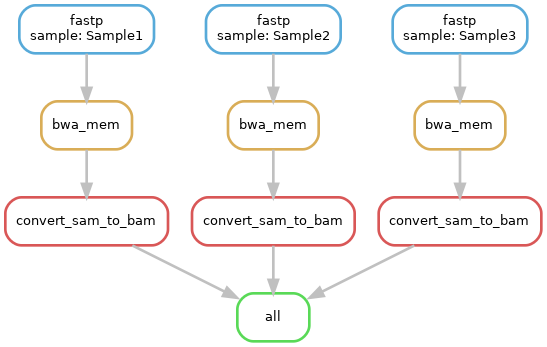 fastp
sample: Sample1
fastp
sample: Sample2
fastp
sample: Sample3
bwa_mem
bwa_mem
bwa_mem
convert_sam_to_bam
convert_sam_to_bam
convert_sam_to_bam
all